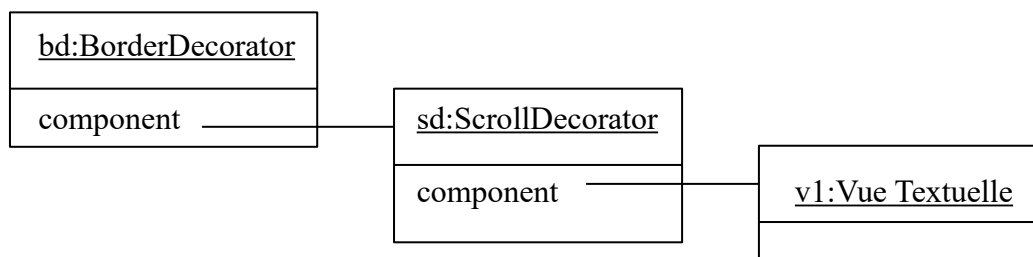 bd:BorderDecorator
component
sd:ScrollDecorator
component
v1:Vue Textuelle